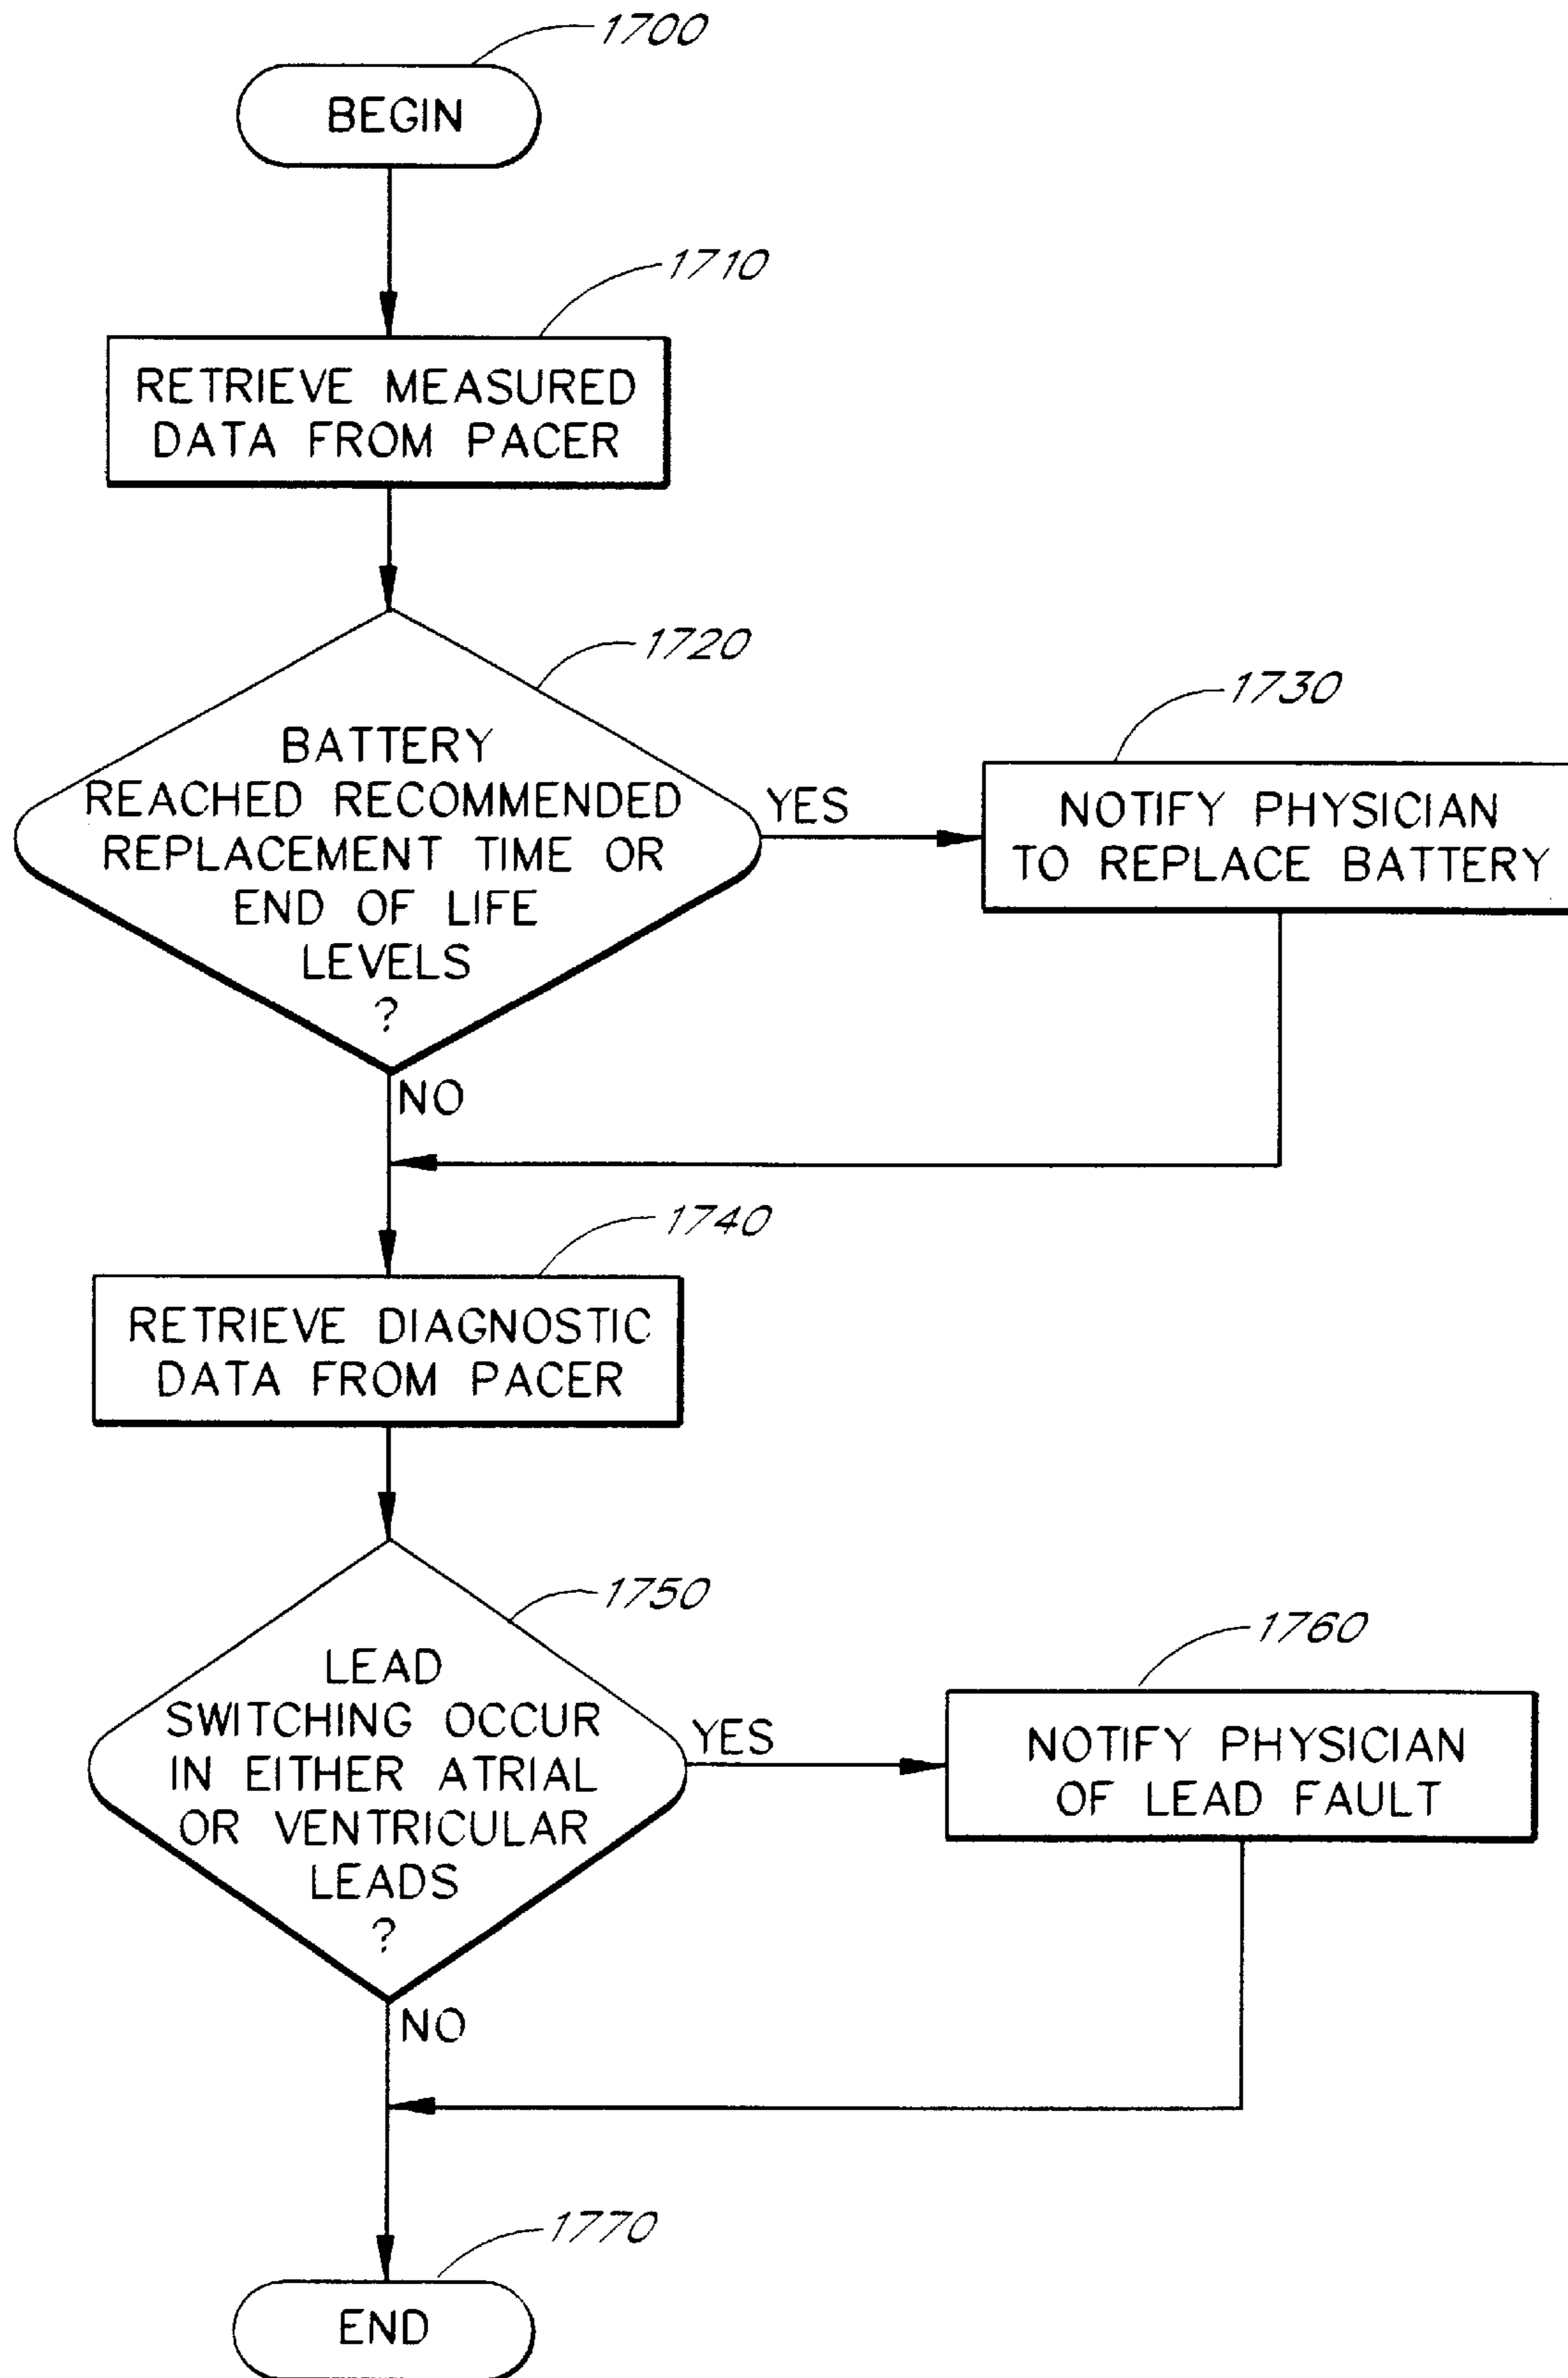 1700
BEGIN
1710
RETRIEVE MEASURED
DATA FROM PACER
1720
BATTERY
REACHED RECOMMENDED
REPLACEMENT TIME OR
END OF LIFE
LEVELS
?
YES
1730
NOTIFY PHYSICIAN
TO REPLACE BATTERY
NO
1740
RETRIEVE DIAGNOSTIC
DATA FROM PACER
1750
LEAD
SWITCHING OCCUR
IN EITHER ATRIAL
OR VENTRICULAR
LEADS
?
YES
1760
NOTIFY PHYSICIAN
OF LEAD FAULT
NO
1770
END